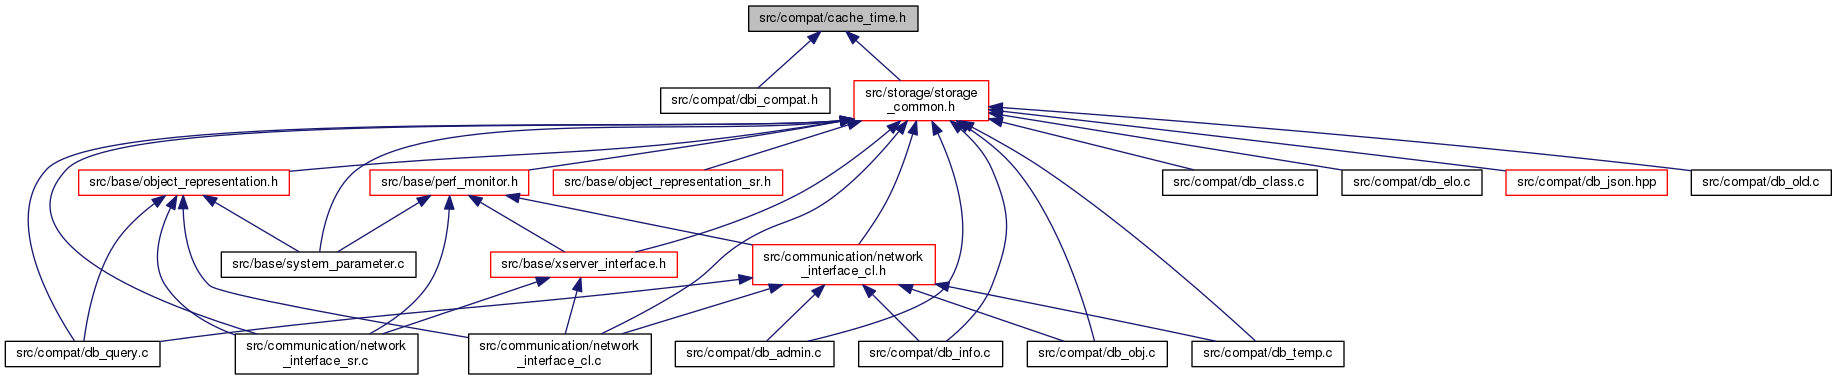 src/compat/cache_time.h
src/compat/dbi_compat.h
src/storage/storage
_common.h
src/base/object_representation.h
src/base/perf_monitor.h
src/base/object_representation_sr.h
src/compat/db_class.c
src/compat/db_elo.c
src/compat/db_json.hpp
src/compat/db_old.c
src/base/system_parameter.c
src/base/xserver_interface.h
src/communication/network
_interface_cl.h
src/compat/db_query.c
src/communication/network
_interface_sr.c
src/communication/network
_interface_cl.c
src/compat/db_admin.c
src/compat/db_info.c
src/compat/db_obj.c
src/compat/db_temp.c